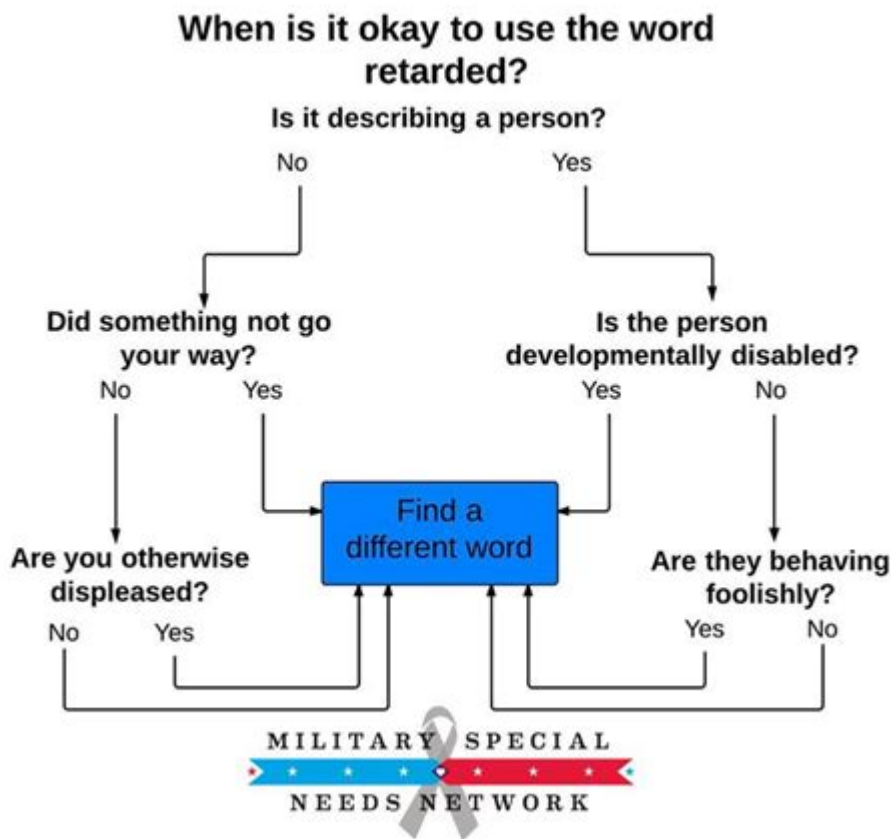 When is it okay to use the word
retarded?
Is it describing a person?
No
Yes
Did something not go
your way?
Is the person
developmentally disabled?
No
Yes
Yes
No
Find a
different word
Are you otherwise
displeased?
Are they behaving
foolishly?
No
Yes
Yes
No
MILITARY SPECIAL
NEEDS NETWORK